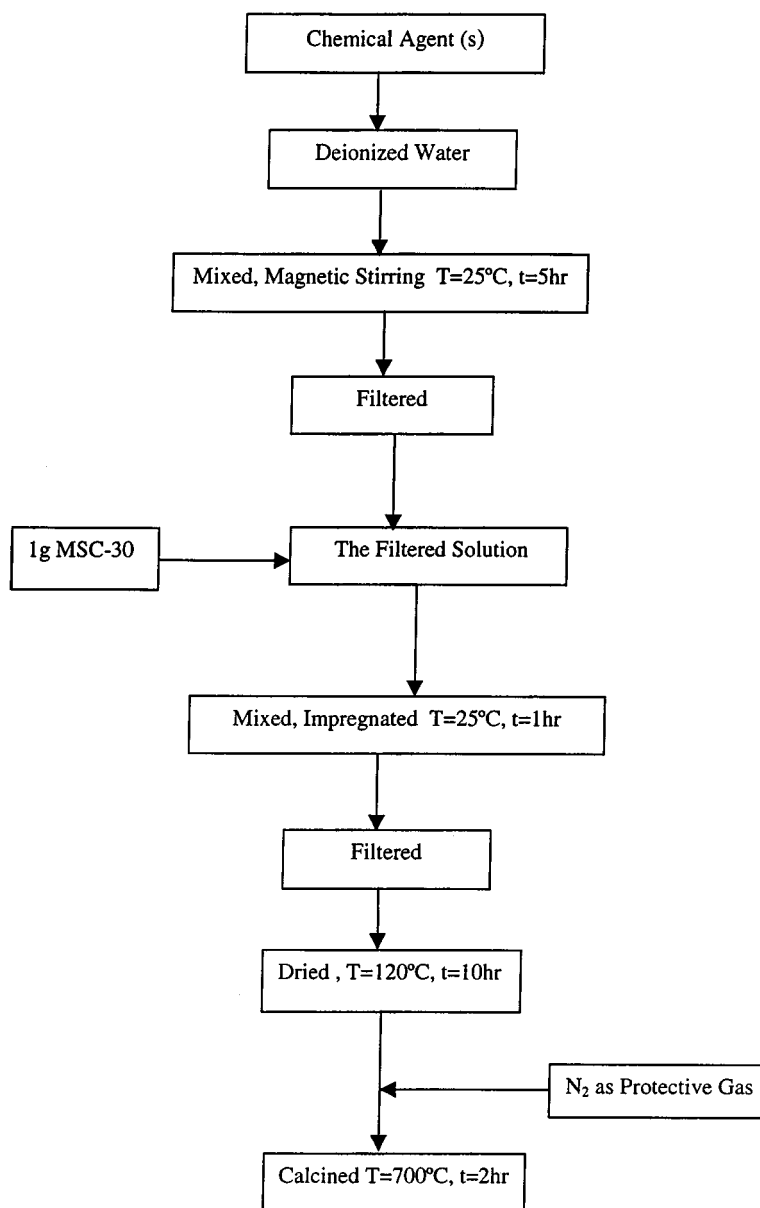 Chemical Agent (s)
Deionized Water
Mixed, Magnetic Stirring T=25ºC, t=5hr
Filtered
1g MSC-30
The Filtered Solution
Mixed, Impregnated T=25ºC, t=1hr
Filtered
Dried , T=120ºC, t=10hr
N₂ as Protective Gas
Calcined T=700ºC, t=2hr